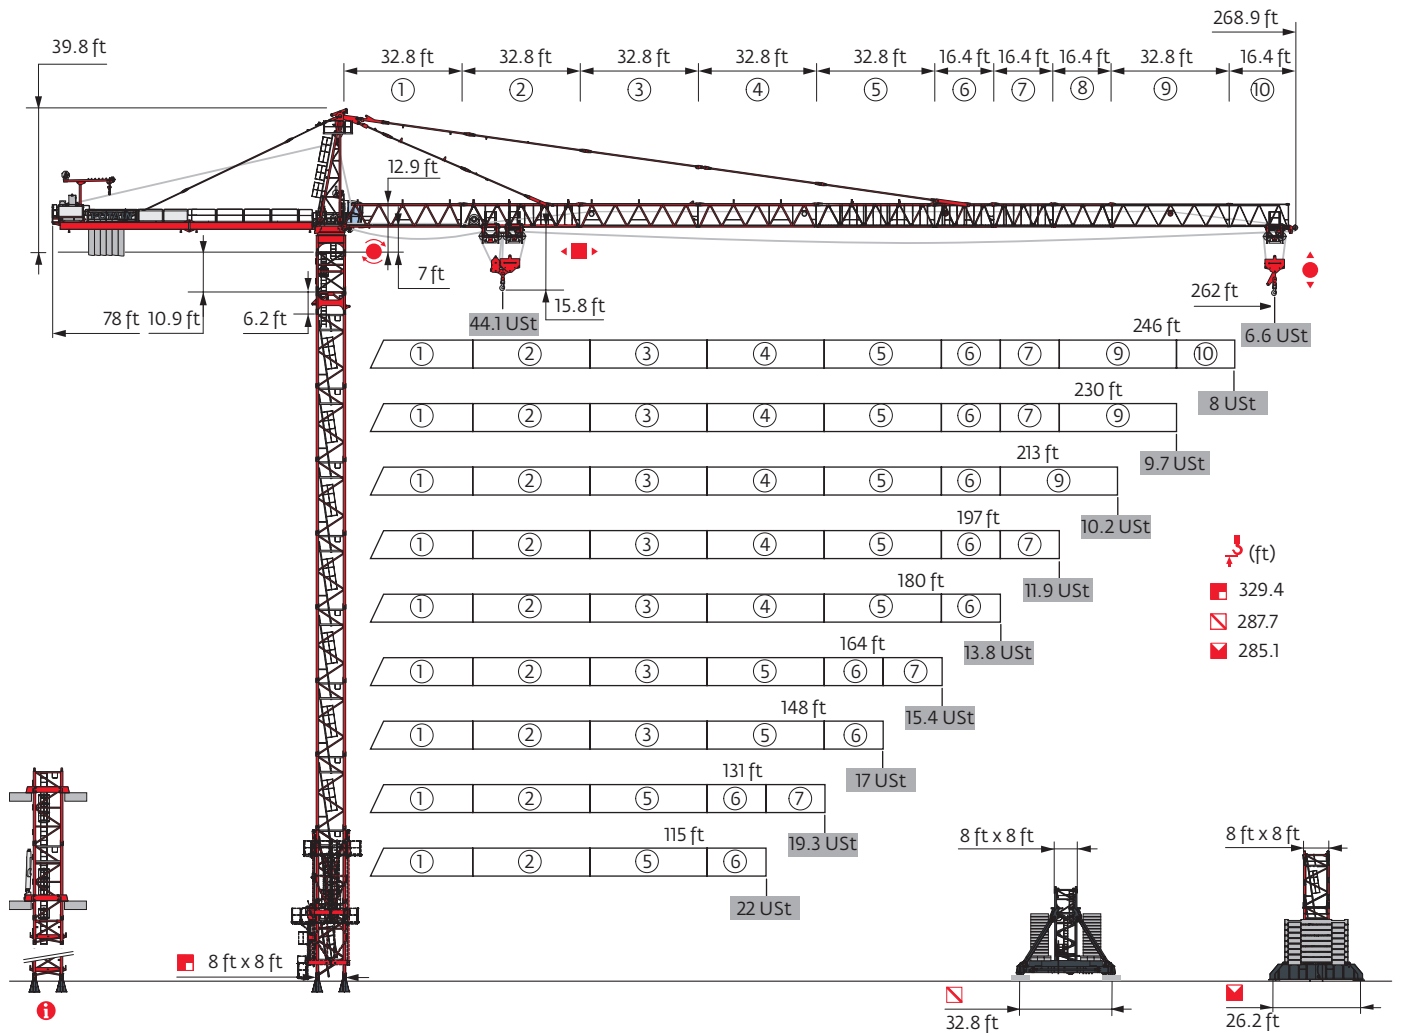 268.9 ft
39.8 ft
32.8 ft 32.8 ft 32.8 ft 32.8 ft 32.8 ft 16.4 ft 16.4 ft 16.4 ft 32.8 ft 16.4 ft
① ② ③ ④ ⑤ ⑥ ⑦ ⑧ ⑨ ⑩
12.9 ft
7 ft
15.8 ft
262 ft
78 ft 10.9 ft 6.2 ft
44.1 USt
6.6 USt
246 ft
① ② ③ ④ ⑤ ⑥ ⑦ ⑨ ⑩
8 USt
230 ft
① ② ③ ④ ⑤ ⑥ ⑦ ⑨
9.7 USt
213 ft
① ② ③ ④ ⑤ ⑥ ⑨
10.2 USt
197 ft
① ② ③ ④ ⑤ ⑥ ⑦
11.9 USt
180 ft
① ② ③ ④ ⑤ ⑥
13.8 USt
164 ft
① ② ③ ⑤ ⑥ ⑦
15.4 USt
148 ft
① ② ③ ⑤ ⑥
17 USt
131 ft
① ② ⑤ ⑥ ⑦
19.3 USt
115 ft
① ② ⑤ ⑥
22 USt
(ft)
329.4
287.7
285.1
8 ft x 8 ft
8 ft x 8 ft
8 ft x 8 ft
i
32.8 ft
26.2 ft